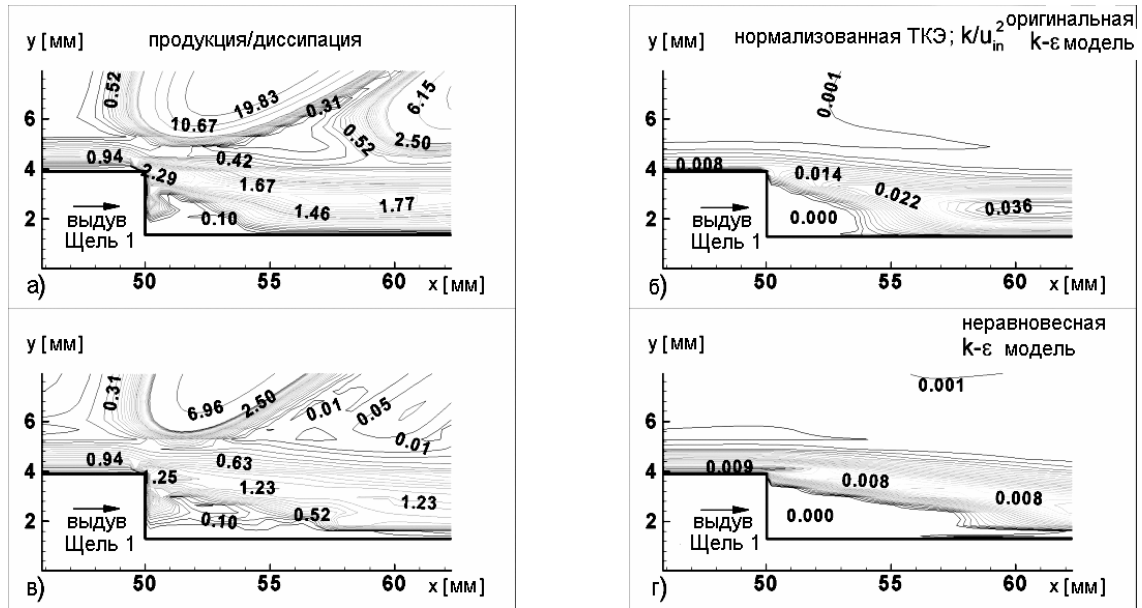 y [мм]
продукция/диссипация
0.52
19.83
0.31
6.15
6
10.67
0.52
2.50
0.94
0.42
4
2.29
1.67
1.46
1.77
2
0.10
выдув
Щель 1
50
55
60
x [мм]
а)
y [мм]
нормализованная ТКЭ; k/u_in^2
оригинальная
k-ε модель
0.001
6
4
0.008
0.014
0.022
0.036
2
0.000
выдув
Щель 1
50
55
60
x [мм]
б)
y [мм]
0.31
6.96
2.50
0.01
0.05
0.01
6
0.94
0.63
4
.25
1.23
1.23
0.52
2
0.10
выдув
Щель 1
50
55
60
x [мм]
в)
y [мм]
неравновесная
k-ε модель
0.001
6
4
0.009
0.008
0.008
2
0.000
выдув
Щель 1
50
55
60
x [мм]
г)